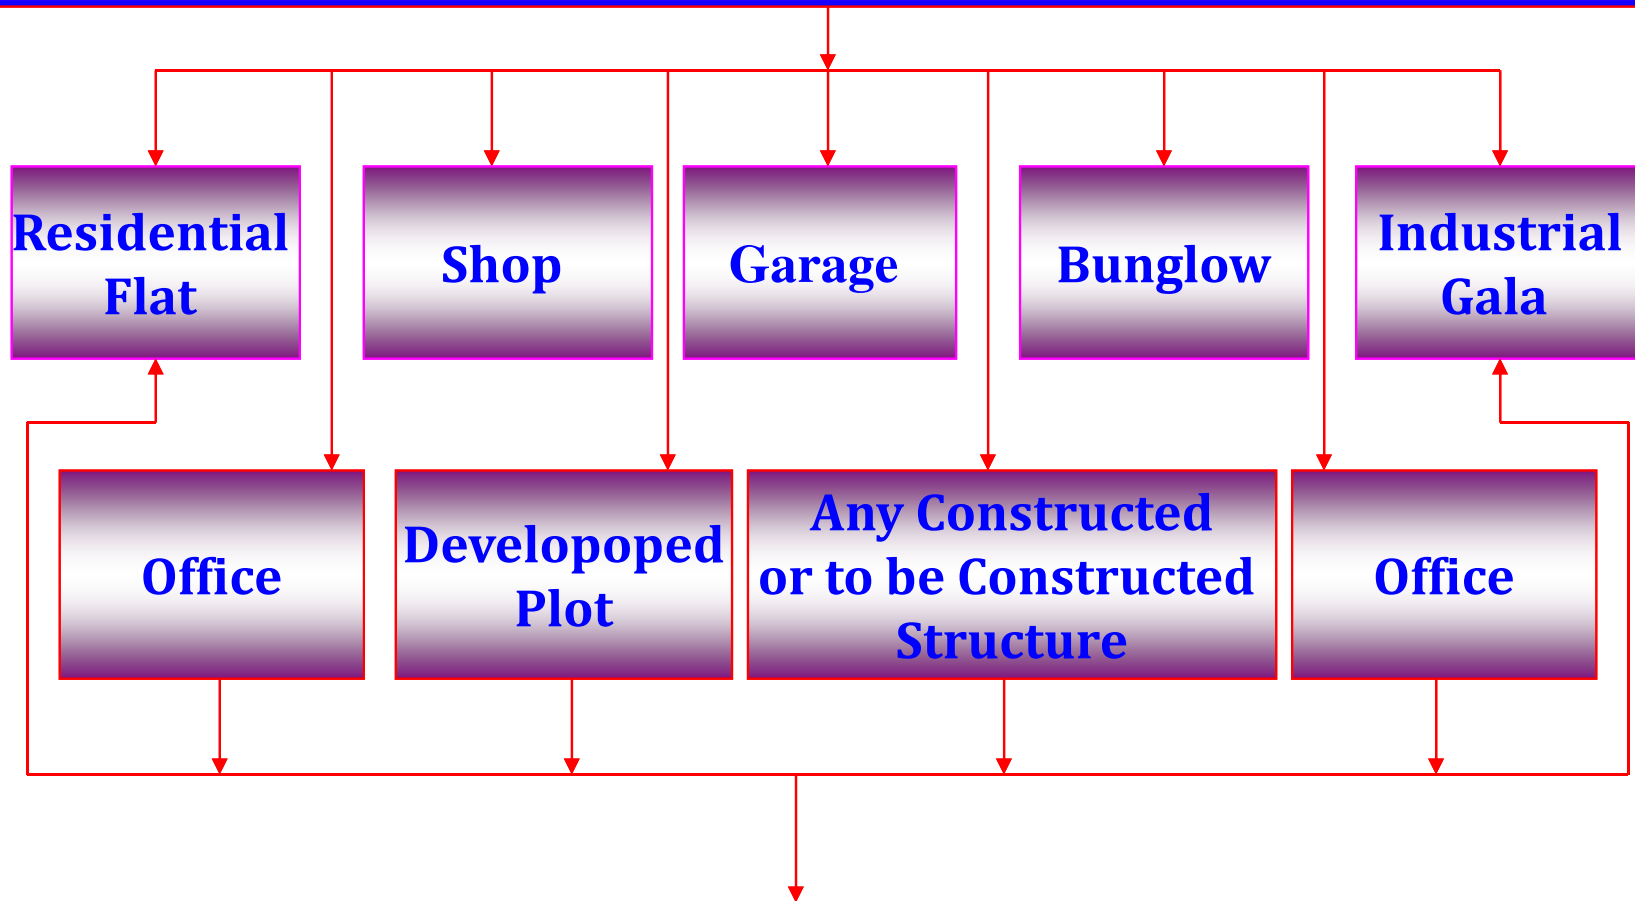 Residential
Flat
Shop
Garage
Bunglow
Industrial
Gala
Office
Developoped
Plot
Any Constructed
or to be Constructed
Structure
Office